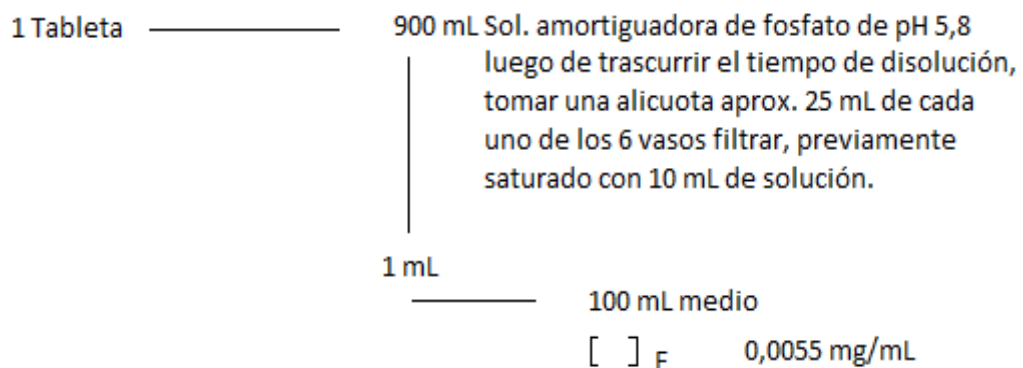 1 Tableta 900 mL Sol. amortiguadora de fosfato de pH 5,8
luego de trascurrir el tiempo de disolución,
tomar una alicuota aprox. 25 mL de cada
uno de los 6 vasos filtrar, previamente
saturado con 10 mL de solución.
1 mL
100 mL medio
[ ] F 0,0055 mg/mL